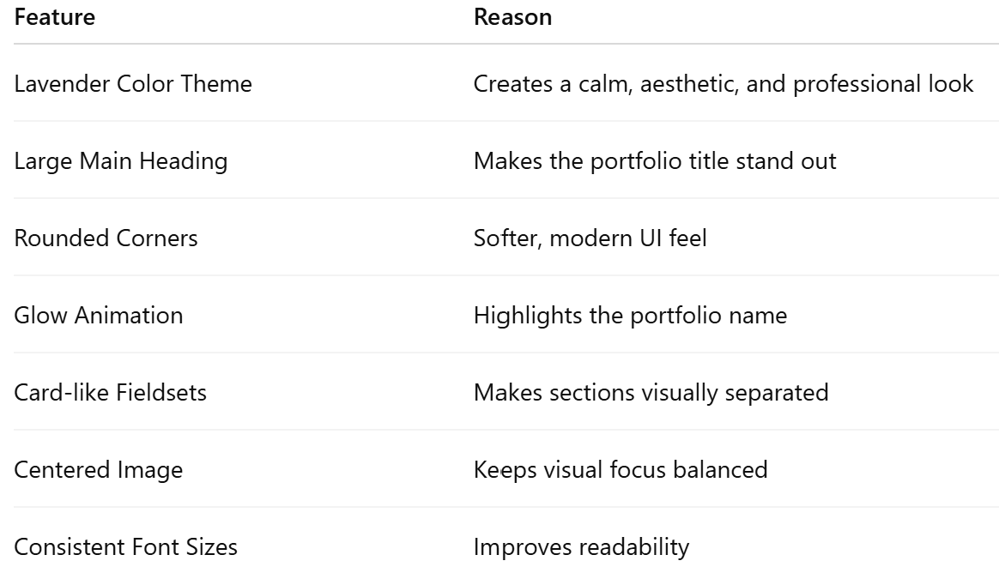 Feature Reason
Lavender Color Theme Creates a calm, aesthetic, and professional look
Large Main Heading Makes the portfolio title stand out
Rounded Corners Softer, modern UI feel
Glow Animation Highlights the portfolio name
Card-like Fieldsets Makes sections visually separated
Centered Image Keeps visual focus balanced
Consistent Font Sizes Improves readability